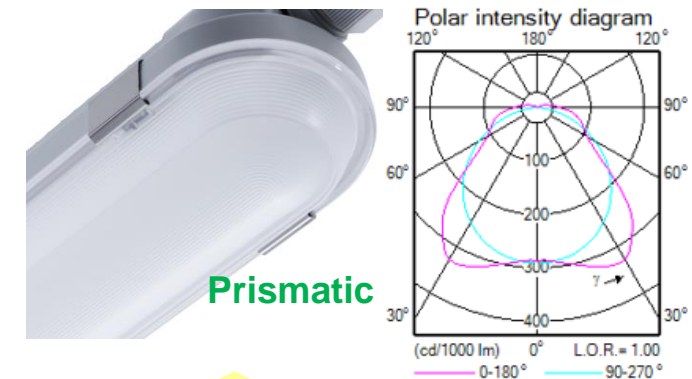 Prismatic
Polar intensity diagram
120° 180° 120°
90° 90°
100
60° 60°
200
300
γ
30° 30°
400
(cd/1000 lm) 0° L.O.R.= 1.00
0-180° 90-270°